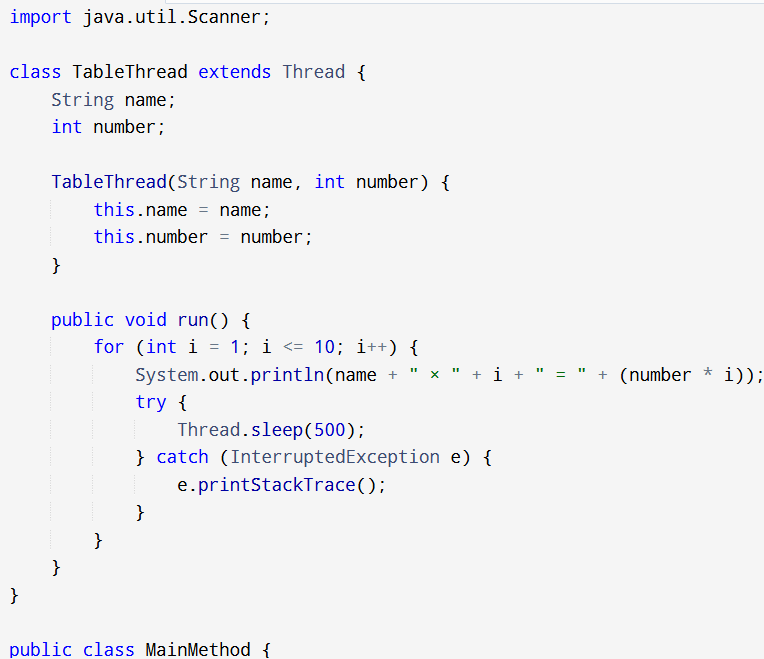 import java.util.Scanner;
class TableThread extends Thread {
String name;
int number;
TableThread(String name, int number) {
this.name = name;
this.number = number;
}
public void run() {
for (int i = 1; i <= 10; i++) {
System.out.println(name + " × " + i + " = " + (number * i));
try {
Thread.sleep(500);
} catch (InterruptedException e) {
e.printStackTrace();
}
}
}
}
public class MainMethod {